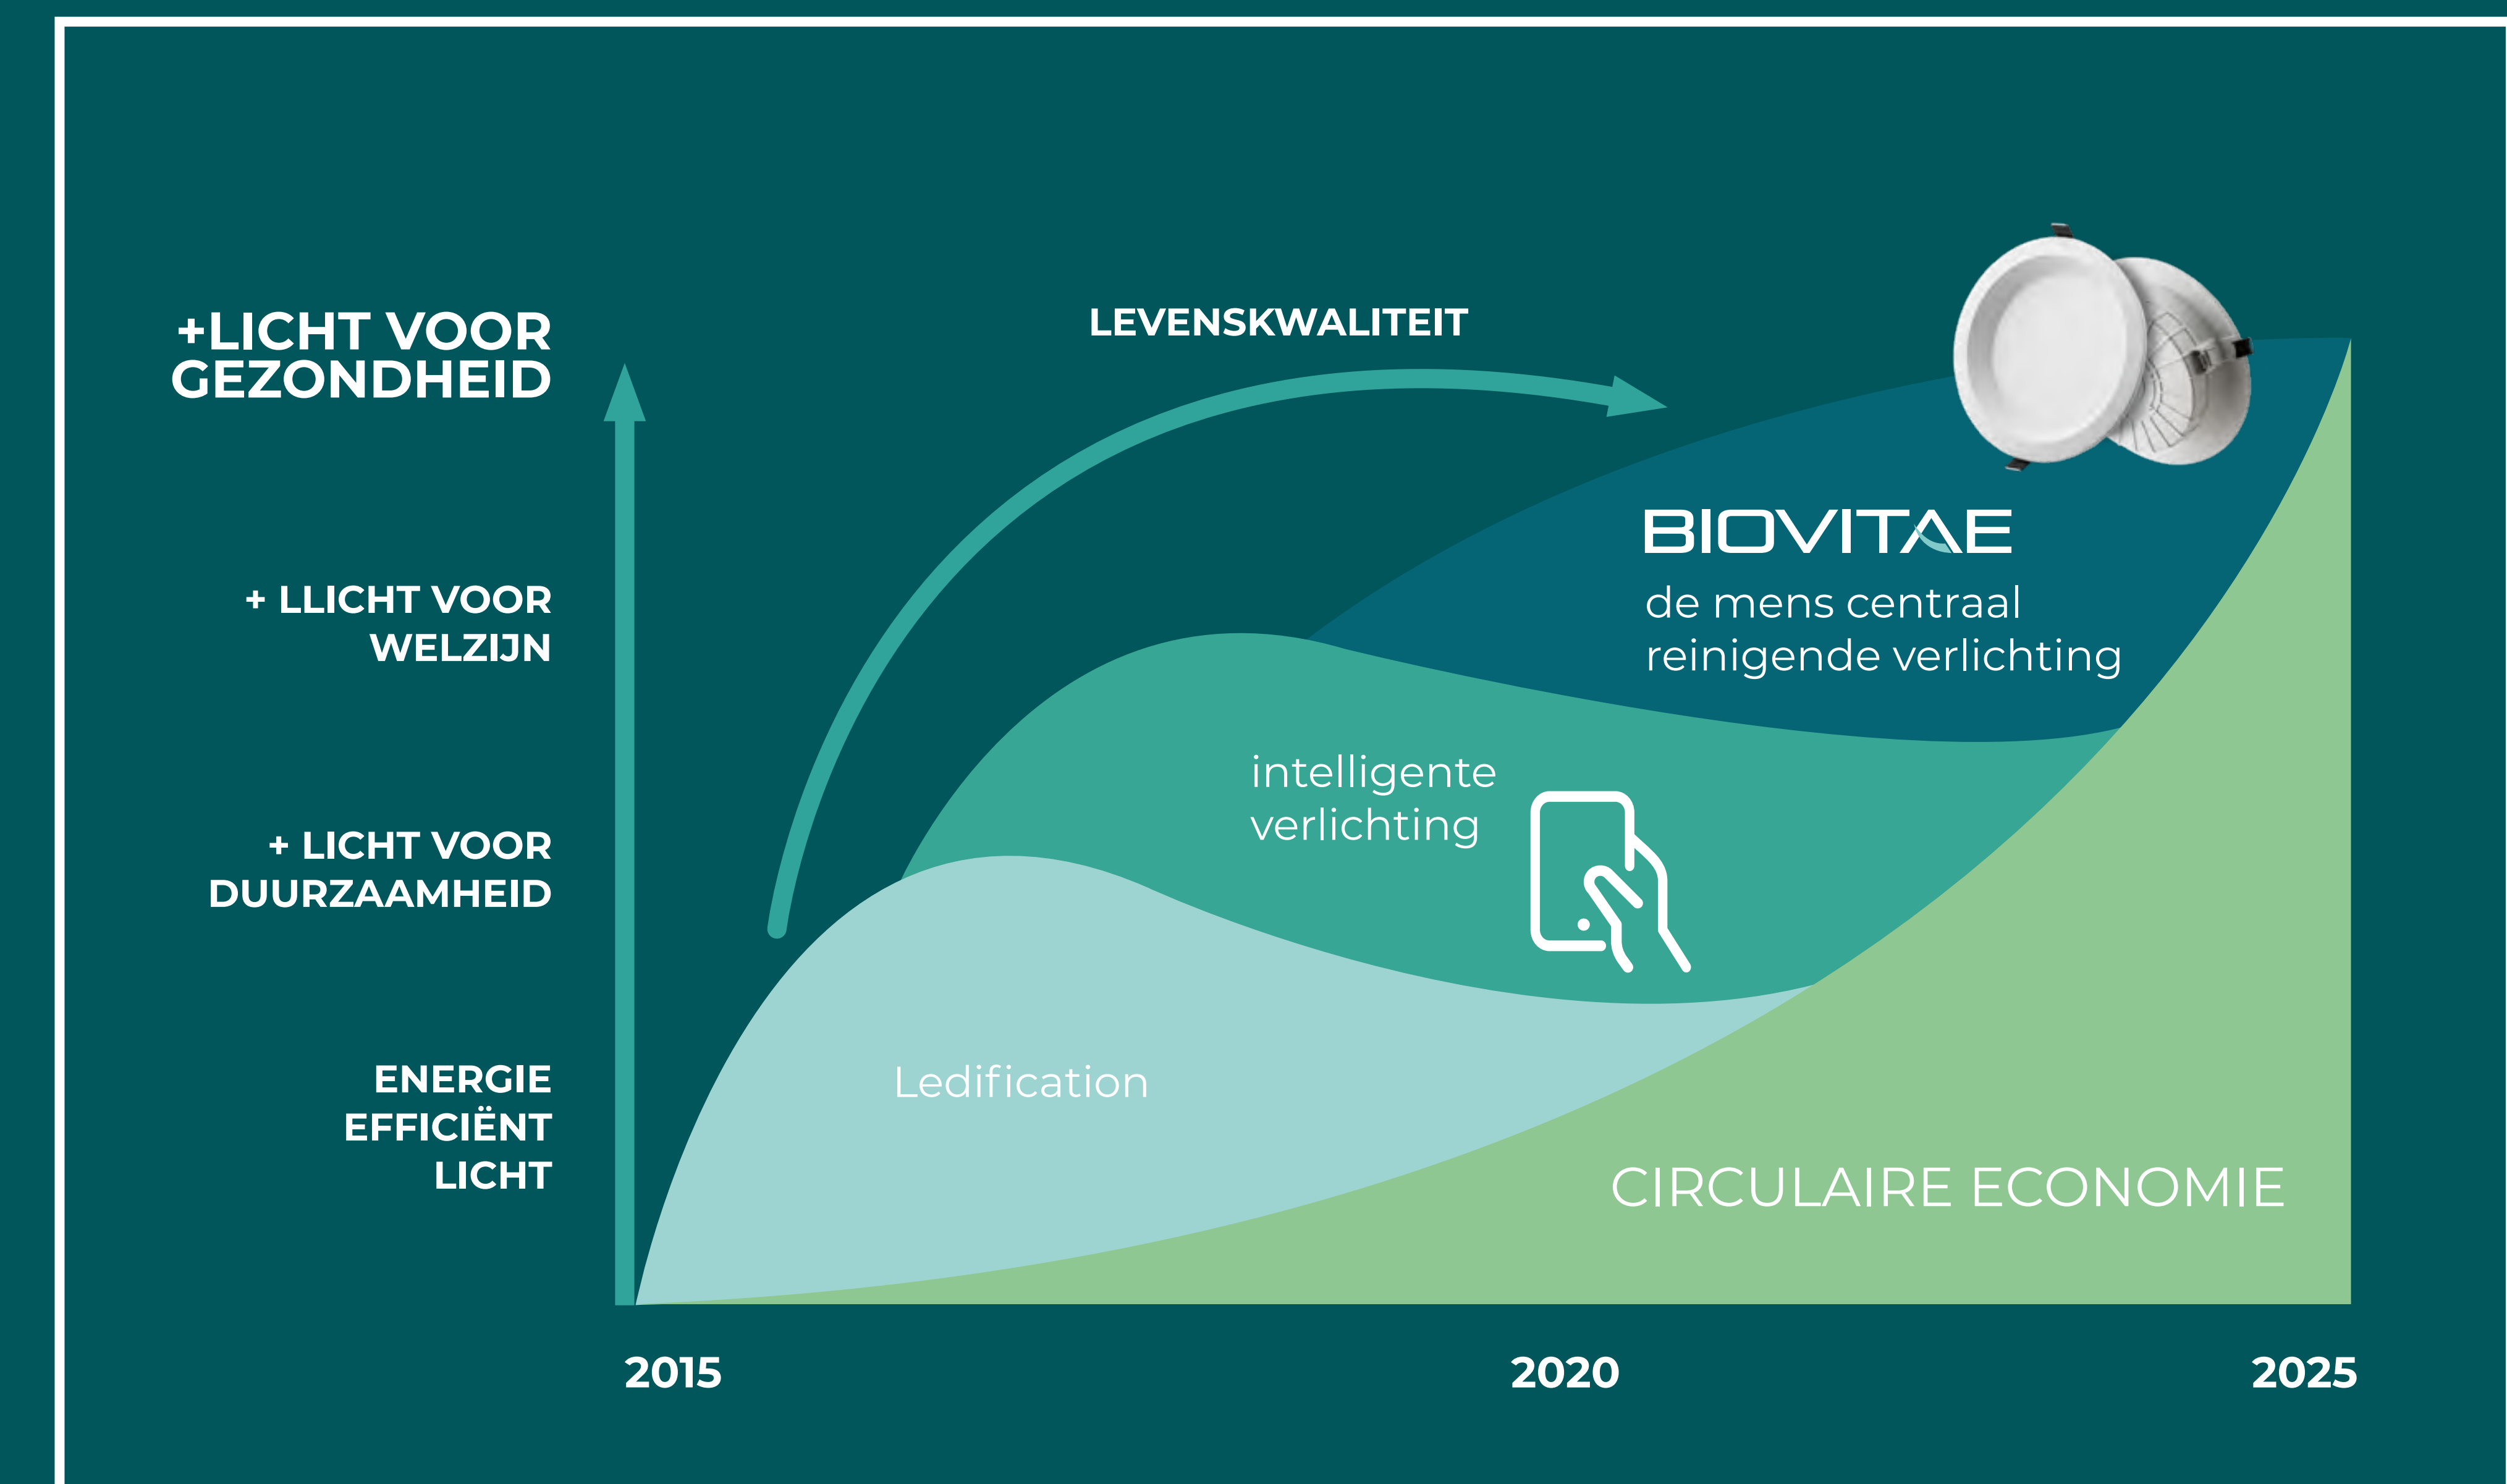 +LICHT VOOR
GEZONDHEID
LEVENSKWALITEIT
BIOVITAE
de mens centraal
reinigende verlichting
+ LLICHT VOOR
WELZIJN
intelligente
verlichting
+ LICHT VOOR
DUURZAAMHEID
ENERGIE
EFFICIËNT
LICHT
Ledification
CIRCULAIRE ECONOMIE
2015
2020
2025